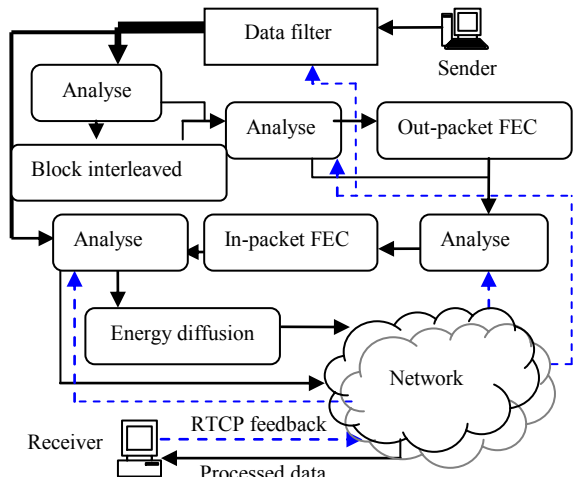 Data filter
Sender
Analyse
Analyse
Out-packet FEC
Block interleaved
Analyse
In-packet FEC
Analyse
Energy diffusion
Network
RTCP feedback
Receiver
Processed data